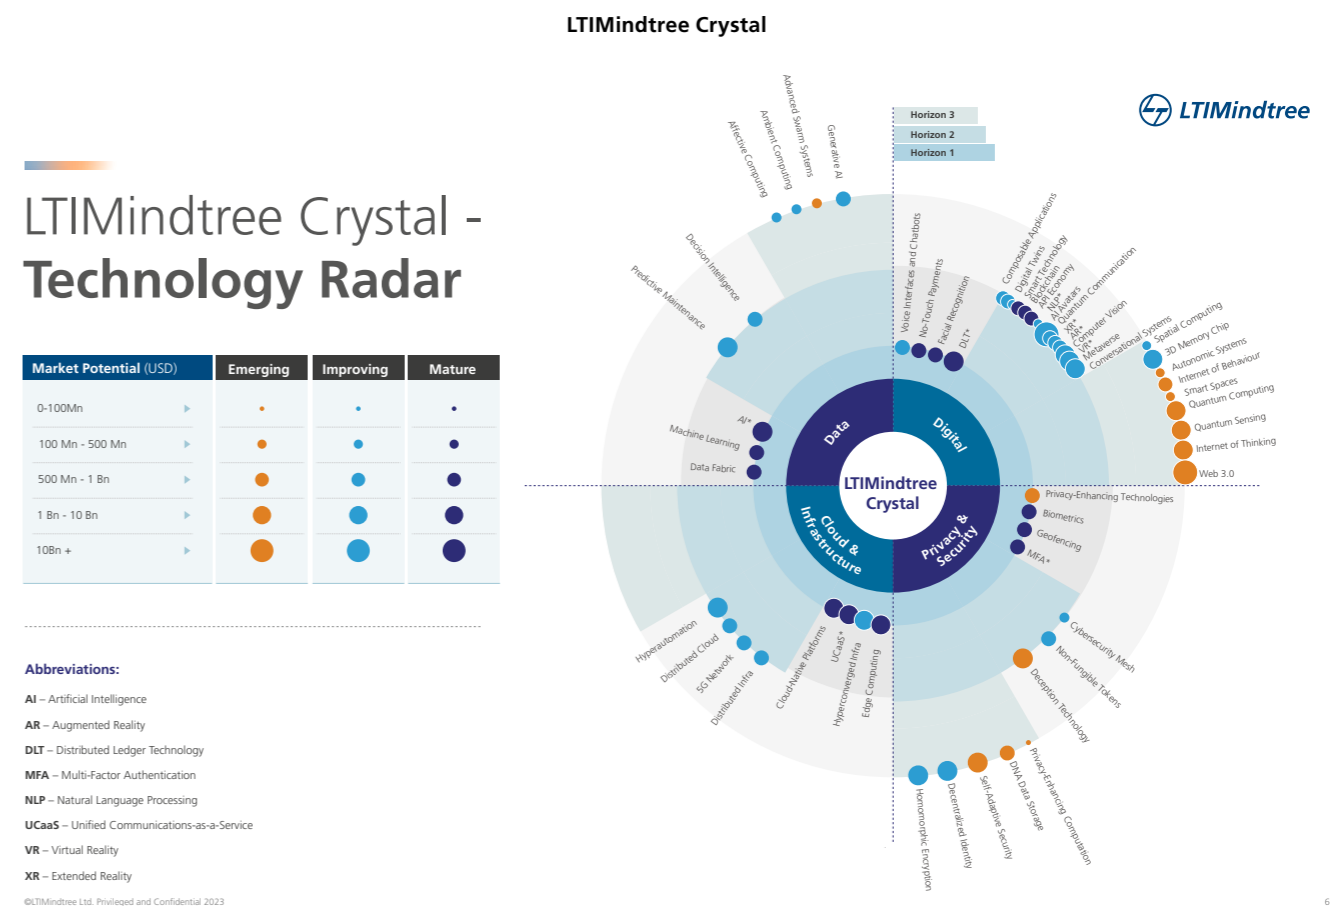 LTIMindtree Crystal
LTIMindtree
LTIMindtree Crystal -
Technology Radar
Market Potential (USD) Emerging Improving Mature
0-100Mn
100 Mn - 500 Mn
500 Mn - 1 Bn
1 Bn - 10 Bn
10Bn +
Abbreviations:
AI – Artificial Intelligence
AR – Augmented Reality
DLT – Distributed Ledger Technology
MFA – Multi-Factor Authentication
NLP – Natural Language Processing
UCaaS – Unified Communications-as-a-Service
VR – Virtual Reality
XR – Extended Reality
Horizon 3
Horizon 2
Horizon 1
LTIMindtree
Crystal
Data
Digital
Cloud &
Infrastructure
Privacy &
Security
Affective Computing
Ambient Computing
Advanced Swarm Systems
Generative AI
Decision Intelligence
Predictive Maintenance
AI*
Machine Learning
Data Fabric
Voice Interfaces and Chatbots
No-Touch Payments
Facial Recognition
DLT*
Composable Applications
Digital Twins
Smart Technology
Blockchain
API Economy
NLP*
AI Avatars
Quantum Communication
XR*
AR*
Computer Vision
VR*
Metaverse
Conversational Systems
Spatial Computing
3D Memory Chip
Autonomic Systems
Internet of Behaviour
Smart Spaces
Quantum Computing
Quantum Sensing
Internet of Thinking
Web 3.0
Privacy-Enhancing Technologies
Biometrics
Geofencing
MFA*
Cybersecurity Mesh
Non-Fungible Tokens
Deception Technology
Privacy-Enhancing Computation
DNA Data Storage
Self-Adaptive Security
Decentralized Identity
Homomorphic Encryption
Hyperautomation
Distributed Cloud
5G Network
Distributed Infra
Cloud-Native Platforms
UCaaS*
Hyperconverged Infra
Edge Computing
©LTIMindtree Ltd. Privileged and Confidential 2023
6